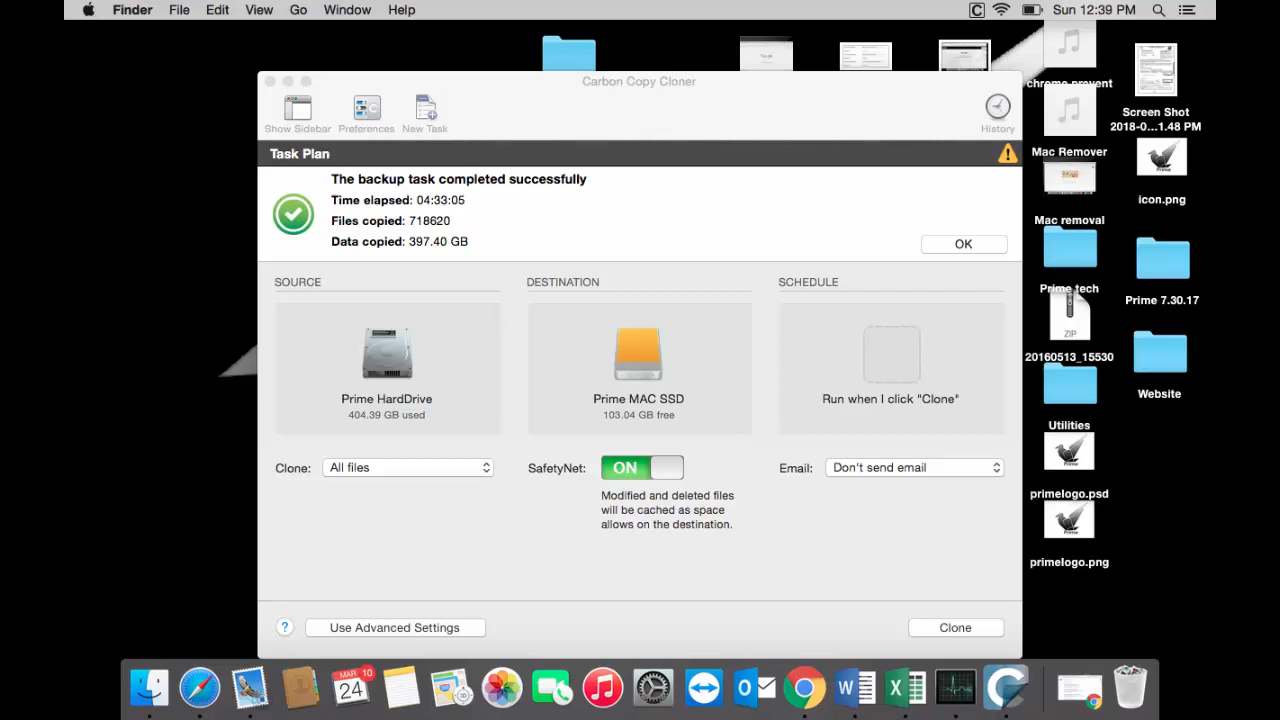 Finder File Edit View Go Window Help
C
Sun 12:39 PM
Carbon Copy Cloner
Show Sidebar
Preferences
New Task
History
Task Plan
The backup task completed successfully
Time elapsed: 04:33:05
Files copied: 718620
Data copied: 397.40 GB
OK
SOURCE
DESTINATION
SCHEDULE
Prime HardDrive
404.39 GB used
Prime MAC SSD
103.04 GB free
Run when I click "Clone"
Clone: All files
SafetyNet: ON
Modified and deleted files
will be cached as space
allows on the destination.
Email: Don't send email
?
Use Advanced Settings
Clone
chrome prevent
Mac Remover
Mac removal
Prime tech
ZIP
20160513_15530
Utilities
Prime
primelogo.psd
Prime
primelogo.png
Screen Shot
2018-0...1.48 PM
Prime
icon.png
Prime 7.30.17
Website
MAR 10
24
O
W
X